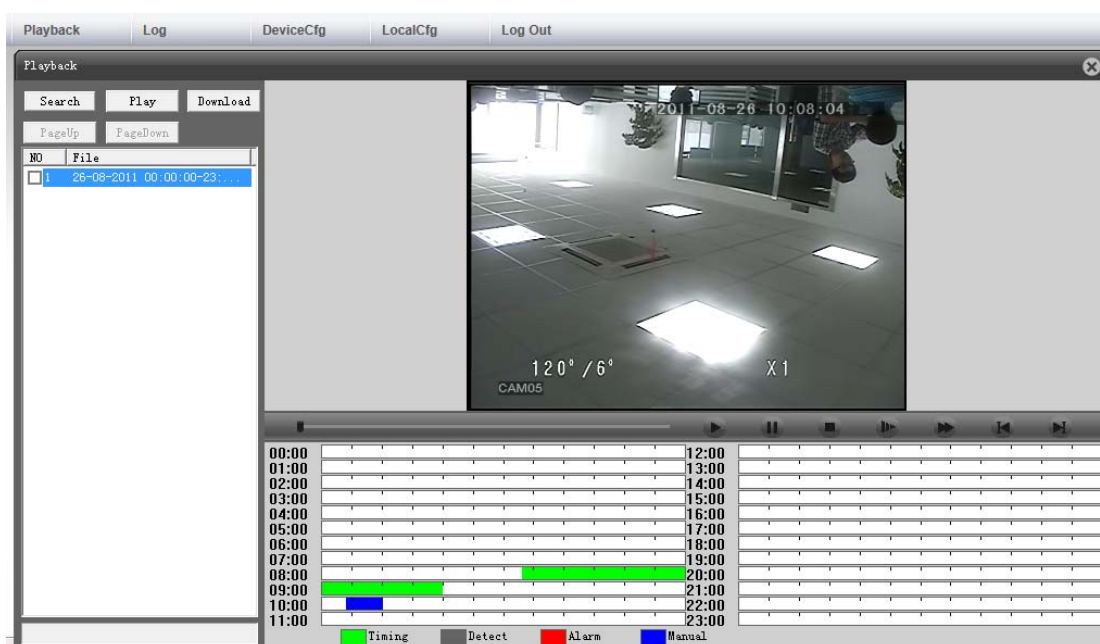 Playback Log DeviceCfg LocalCfg Log Out
Playback
Search Play Download
PageUp PageDown
NO File
1 26-08-2011 00:00:00-23:...
2011-08-26 10:08:04
120°/6° X1
CAM05
00:00 12:00
01:00 13:00
02:00 14:00
03:00 15:00
04:00 16:00
05:00 17:00
06:00 18:00
07:00 19:00
08:00 20:00
09:00 21:00
10:00 22:00
11:00 23:00
Timing Detect Alarm Manual